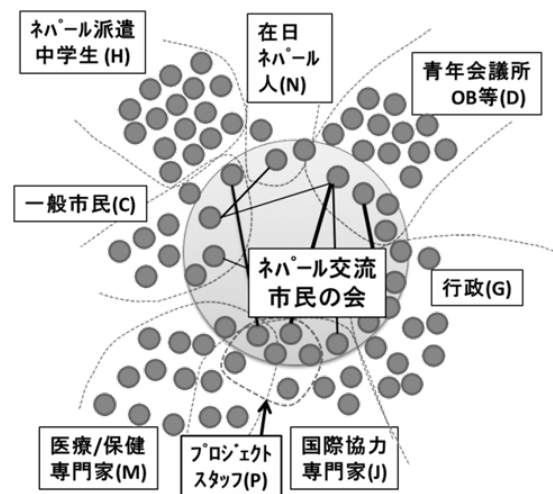 ネパール派遣
中学生(H)
在日
ネパール
人(N)
青年会議所
OB等(D)
一般市民(C)
ネパール交流
市民の会
行政(G)
医療/保健
専門家(M)
プロジェクト
スタッフ(P)
国際協力
専門家(J)